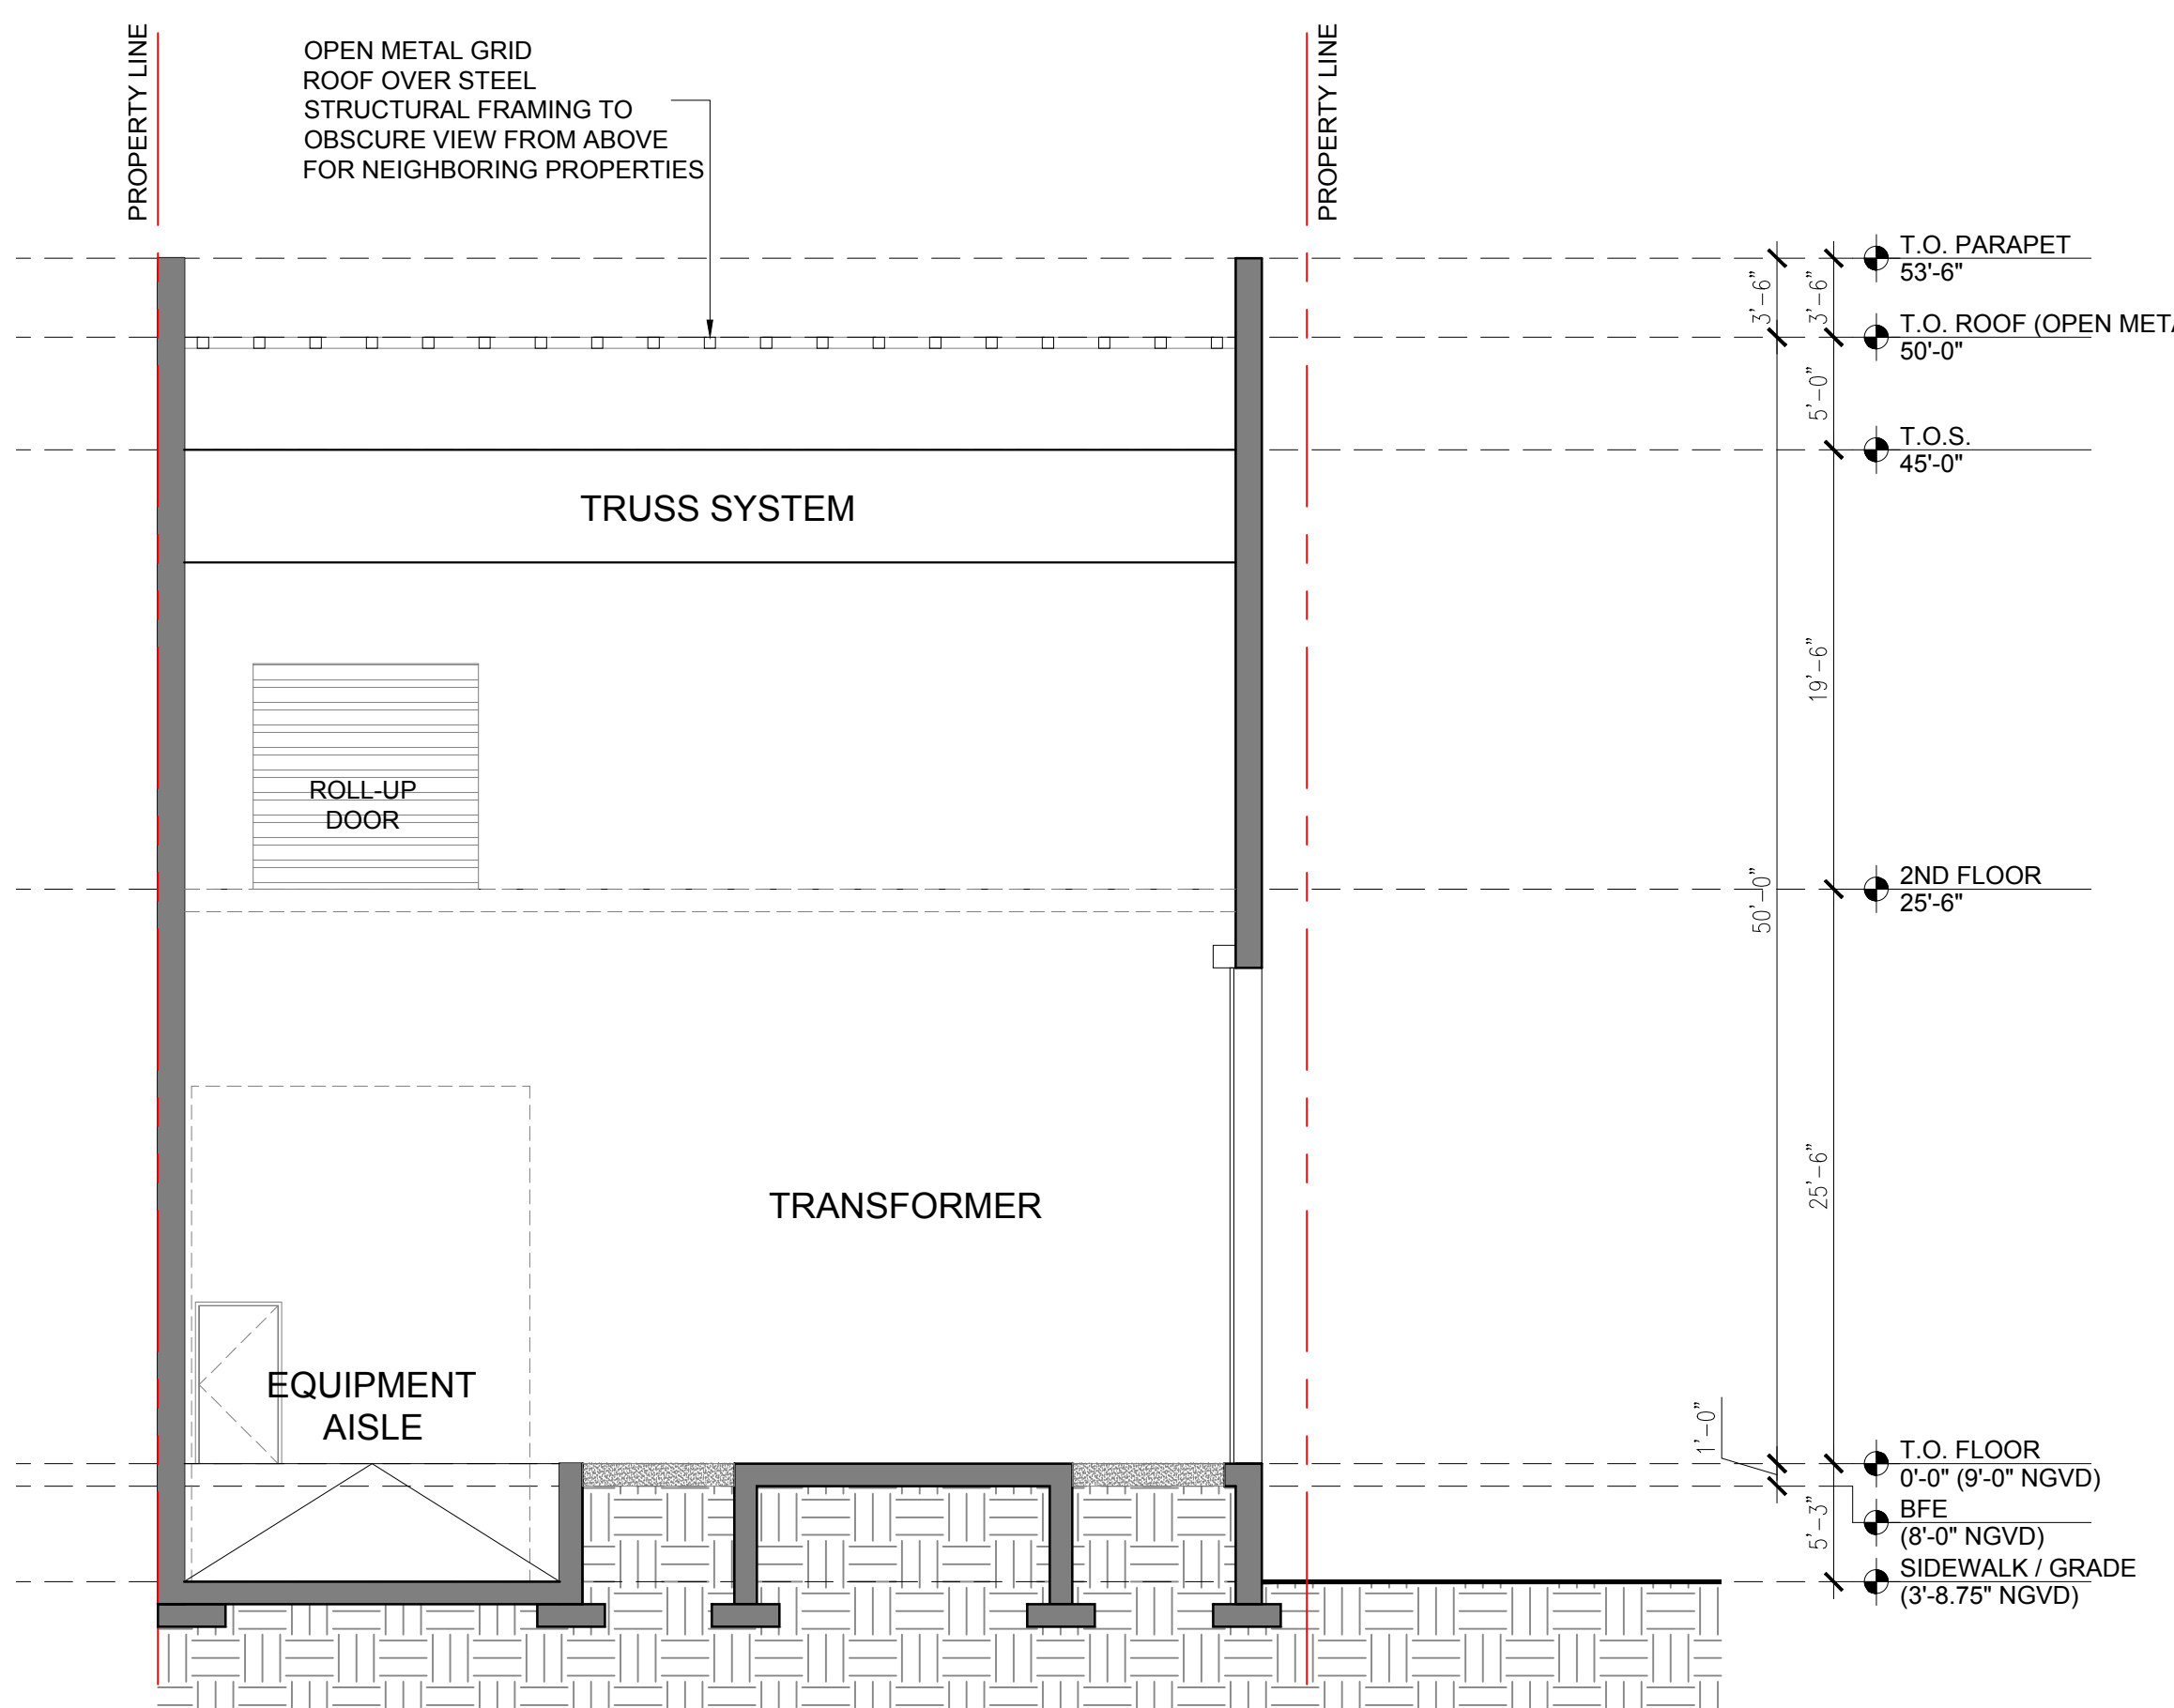 PROPERTY LINE
OPEN METAL GRID
ROOF OVER STEEL
STRUCTURAL FRAMING TO
OBSCURE VIEW FROM ABOVE
FOR NEIGHBORING PROPERTIES
PROPERTY LINE
T.O. PARAPET
53'-6"
3'-6"
3'-6"
T.O. ROOF (OPEN META
50'-0"
5'-0"
T.O.S.
45'-0"
TRUSS SYSTEM
19'-6"
ROLL-UP
DOOR
50'-0"
2ND FLOOR
25'-6"
25'-6"
TRANSFORMER
EQUIPMENT
AISLE
1'-0"
T.O. FLOOR
0'-0" (9'-0" NGVD)
BFE
(8'-0" NGVD)
5'-3"
SIDEWALK / GRADE
(3'-8.75" NGVD)